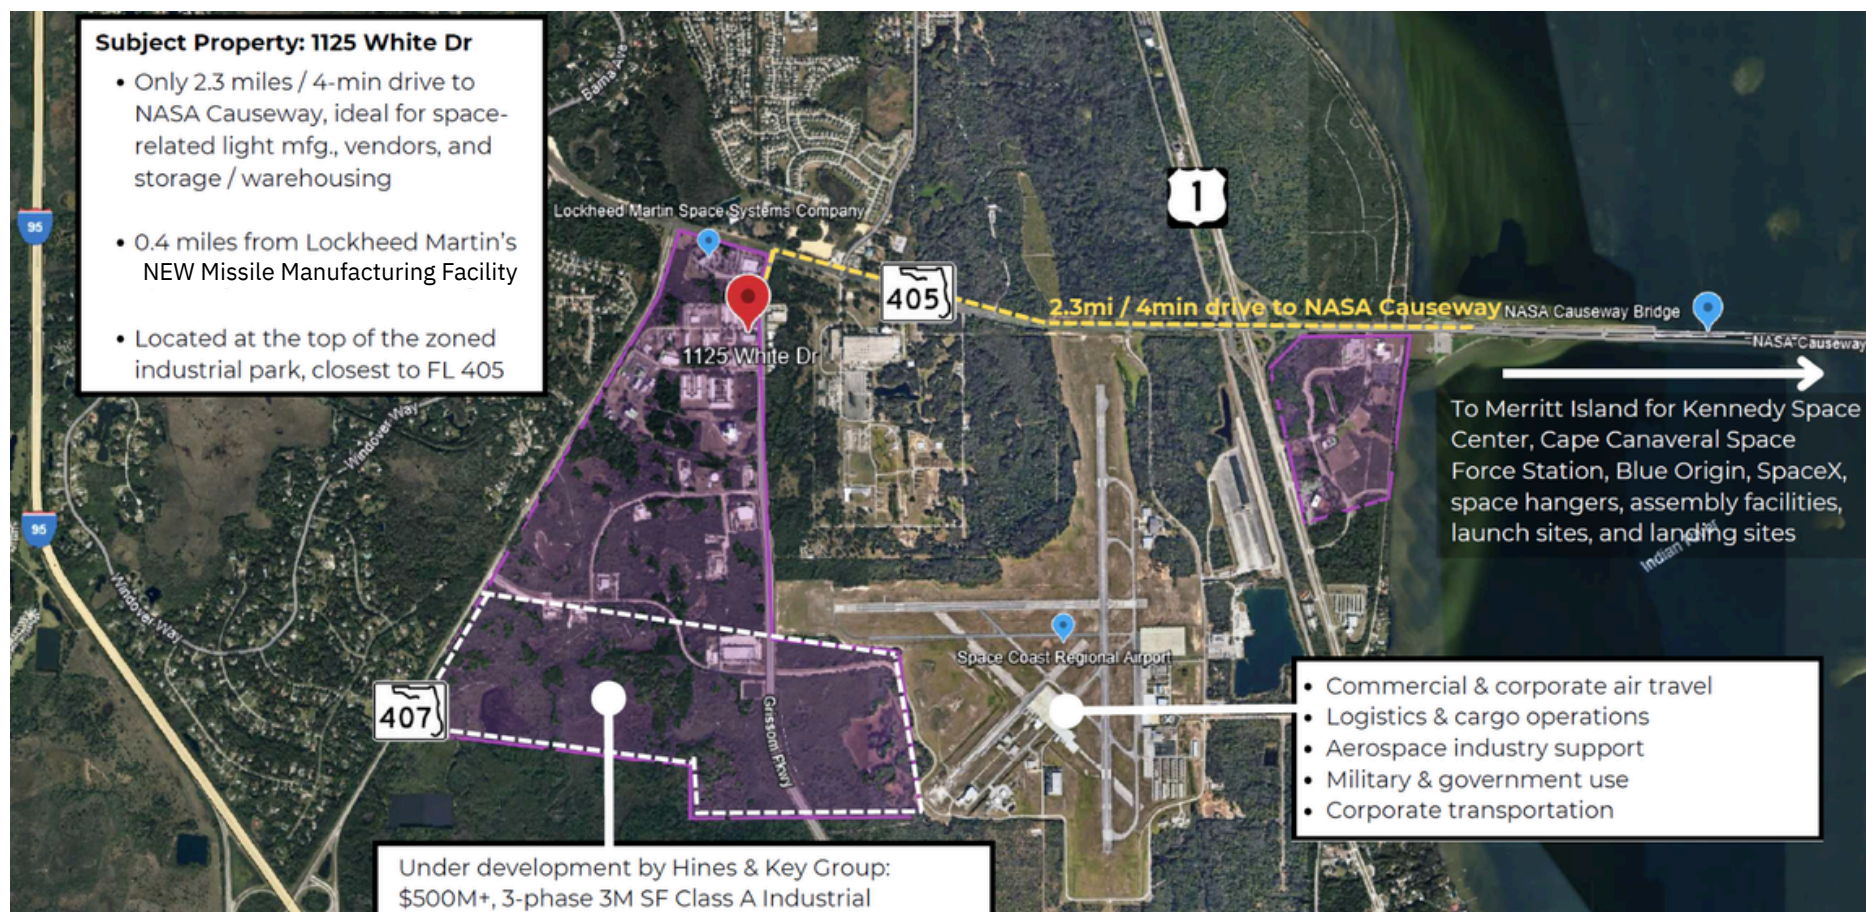 Subject Property: 1125 White Dr
• Only 2.3 miles / 4-min drive to
NASA Causeway, ideal for space-
related light mfg., vendors, and
storage / warehousing
• 0.4 miles from Lockheed Martin's
NEW Missile Manufacturing Facility
• Located at the top of the zoned
industrial park, closest to FL 405
95
95
Barna Ave
Lockheed Martin Space Systems Company
1
405
2.3mi / 4min drive to NASA Causeway
NASA Causeway Bridge
NASA Causeway
1125 White Dr
To Merritt Island for Kennedy Space
Center, Cape Canaveral Space
Force Station, Blue Origin, SpaceX,
space hangers, assembly facilities,
launch sites, and landing sites
Indian River
Windover Way
Windover Way
Space Coast Regional Airport
407
Grissom Pkwy
• Commercial & corporate air travel
• Logistics & cargo operations
• Aerospace industry support
• Military & government use
• Corporate transportation
Under development by Hines & Key Group:
$500M+, 3-phase 3M SF Class A Industrial